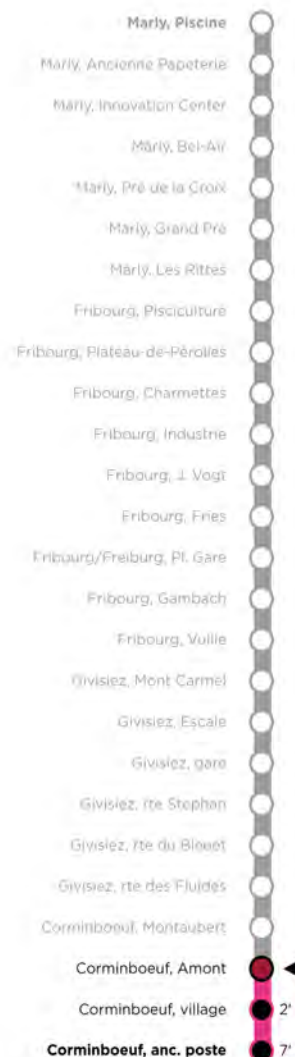 Marly, Piscine
Marly, Ancienne Papeterie
Marly, Innovation Center
Marly, Bel-Air
Marly, Pré de la Croix
Marly, Grand Pré
Marly, Les Rittes
Fribourg, Pisciculture
Fribourg, Plateau-de-Pérolles
Fribourg, Charmettes
Fribourg, Industrie
Fribourg, J. Vogt
Fribourg, Fries
Fribourg/Freiburg, Pl. Gare
Fribourg, Gambach
Fribourg, Vuille
Givisiez, Mont Carmel
Givisiez, Escale
Givisiez, gare
Givisiez, rte Stephan
Givisiez, rte du Bleuet
Givisiez, rte des Fluides
Corminboeuf, Montaubert
Corminboeuf, Amont
Corminboeuf, village 2'
Corminboeuf, anc. poste 7'